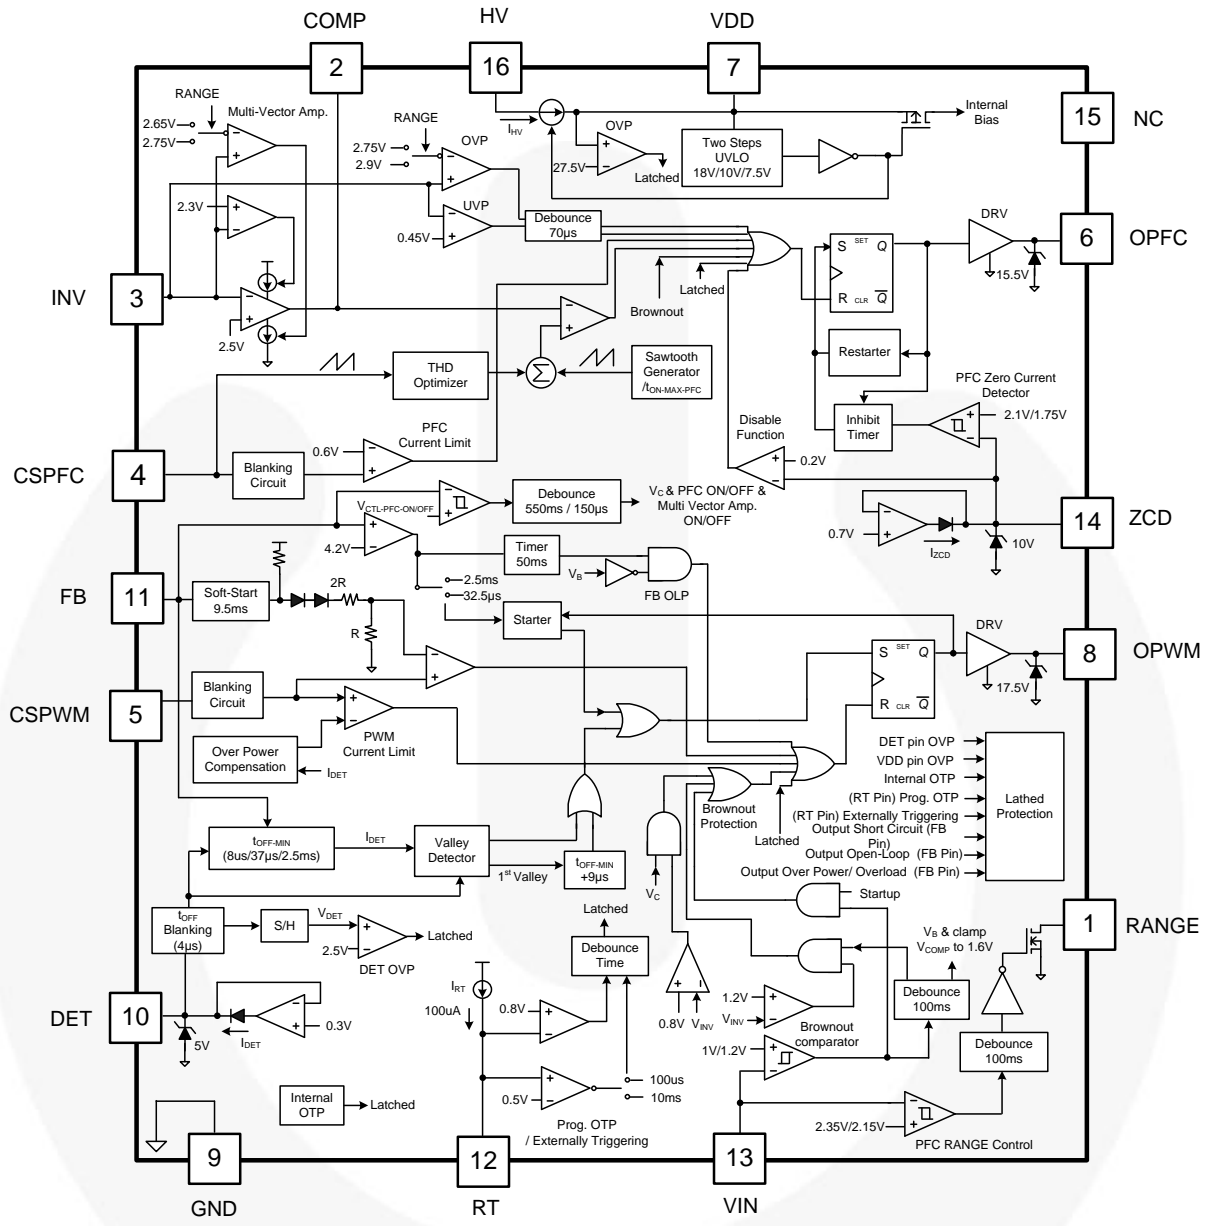 COMP
HV
VDD
2
16
7
15
NC
RANGE
Multi-Vector Amp.
2.65V
2.75V
RANGE
OVP
2.75V
2.9V
IHV
OVP
27.5V
Latched
Two Steps
UVLO
18V/10V/7.5V
Internal
Bias
2.3V
UVP
0.45V
Debounce
70µs
DRV
S SET Q
R CLR Q
15.5V
6
OPFC
INV
3
2.5V
Brownout
Latched
THD
Optimizer
Σ
Sawtooth
Generator
/tON-MAX-PFC
Restarter
Inhibit
Timer
PFC Zero Current
Detector
2.1V/1.75V
CSPFC
4
Blanking
Circuit
0.6V
PFC
Current Limit
Disable
Function
0.2V
VCTL-PFC-ON/OFF
Debounce
550ms / 150µs
VC & PFC ON/OFF &
Multi Vector Amp.
ON/OFF
0.7V
IZCD
10V
14
ZCD
4.2V
Timer
50ms
VB
FB OLP
2.5ms
32.5µs
Starter
FB
11
Soft-Start
9.5ms
2R
R
DRV
S SET Q
R CLR Q
17.5V
8
OPWM
CSPWM
5
Blanking
Circuit
PWM
Current Limit
Over Power
Compensation
IDET
Brownout
Protection
Latched
DET pin OVP
VDD pin OVP
Internal OTP
(RT Pin) Prog. OTP
(RT Pin) Externally Triggering
Output Short Circuit (FB
Pin)
Output Open-Loop (FB Pin)
Output Over Power/ Overload (FB Pin)
Lathed
Protection
tOFF-MIN
(8us/37µs/2.5ms)
IDET
Valley
Detector
1st Valley
tOFF-MIN
+9µs
VC
Startup
tOFF
Blanking
(4µs)
S/H
VDET
2.5V
Latched
DET OVP
Latched
Debounce
Time
VB & clamp
VCOMP to 1.6V
1
RANGE
DET
10
5V
IDET
0.3V
IRT
100uA
0.8V
0.8V
VINV
1.2V
VINV
Debounce
100ms
Brownout
comparator
1V/1.2V
Debounce
100ms
0.5V
100us
10ms
Prog. OTP
/ Externally Triggering
Internal
OTP
Latched
2.35V/2.15V
PFC RANGE Control
9
GND
12
RT
13
VIN